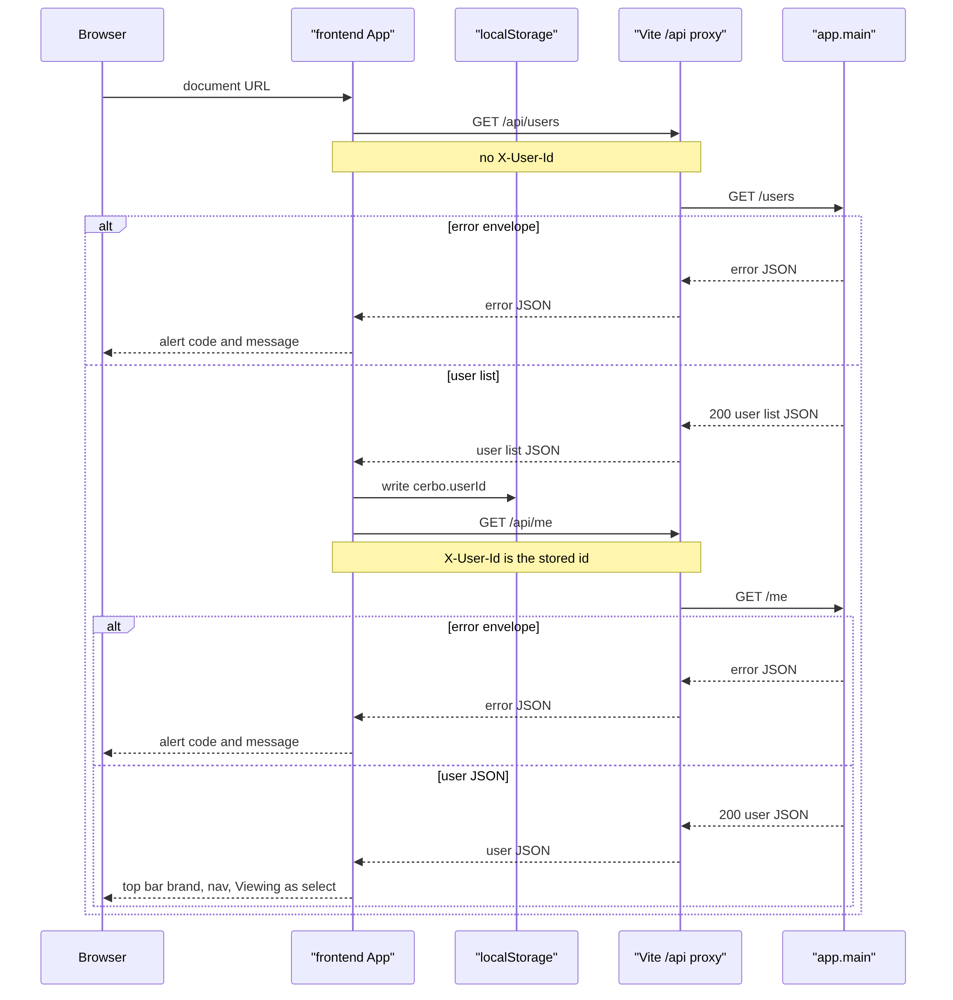 Browser
"frontend App"
"localStorage"
"Vite /api proxy"
"app.main"
document URL
GET /api/users
no X-User-Id
GET /users
alt
[error envelope]
error JSON
error JSON
alert code and message
[user list]
200 user list JSON
user list JSON
write cerbo.userId
GET /api/me
X-User-Id is the stored id
GET /me
alt
[error envelope]
error JSON
error JSON
alert code and message
[user JSON]
200 user JSON
user JSON
top bar brand, nav, Viewing as select
Browser
"frontend App"
"localStorage"
"Vite /api proxy"
"app.main"